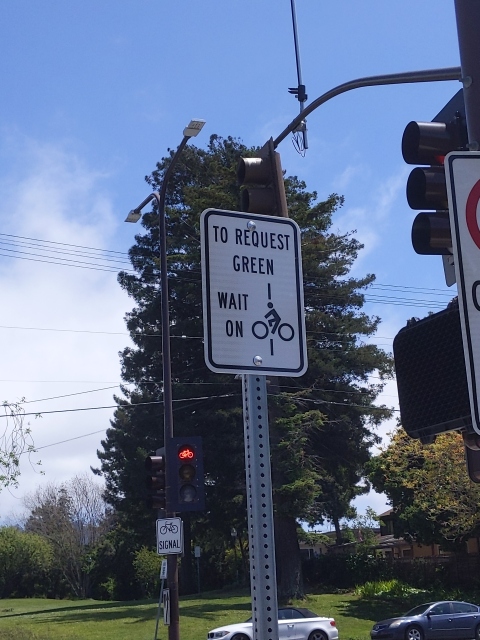 TO REQUEST
GREEN
WAIT
ON
SIGNAL